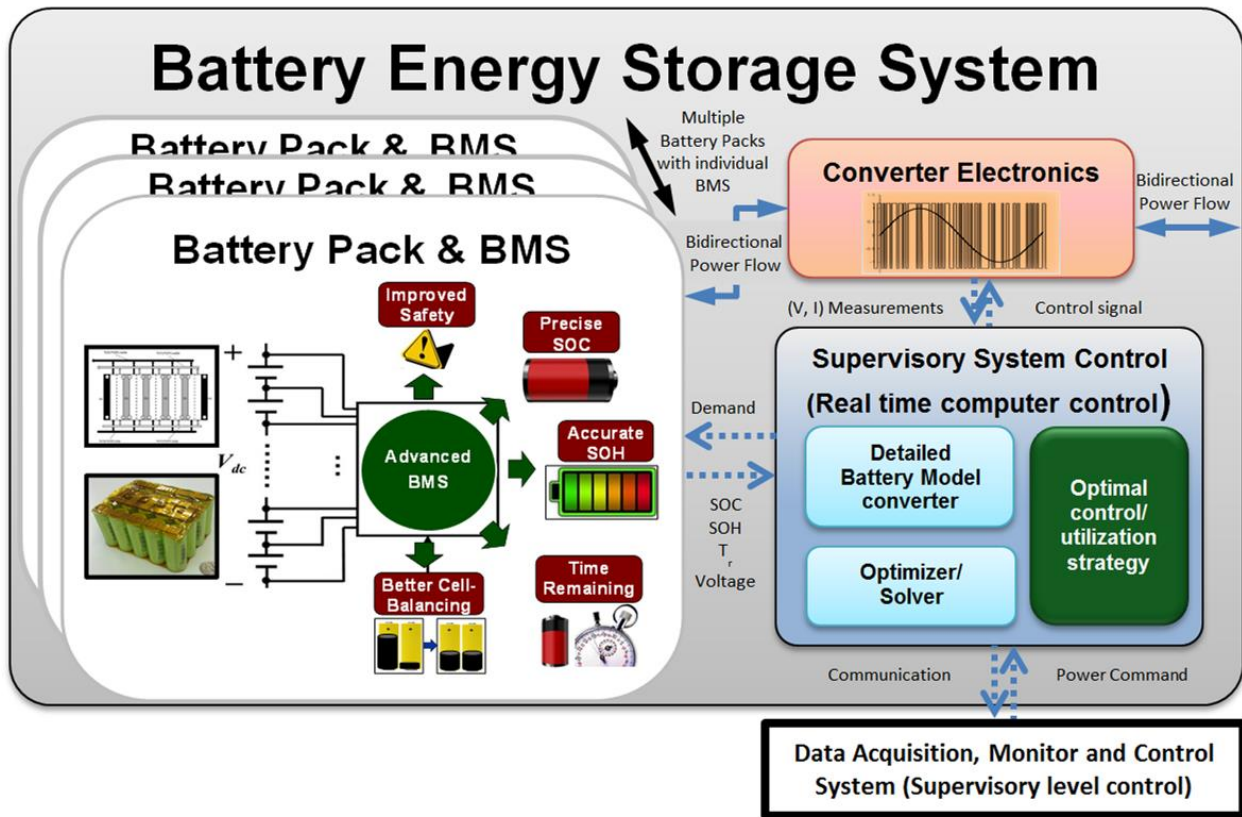 Battery Energy Storage System
Battery Pack & BMS
Battery Pack & BMS
Battery Pack & BMS
Multiple
Battery Packs
with individual
BMS
Converter Electronics
Bidirectional
Power Flow
Bidirectional
Power Flow
(V, I) Measurements
Control signal
Improved
Safety
Precise
SOC
Advanced
BMS
Accurate
SOH
+
V dc
−
Better Cell-
Balancing
Time
Remaining
Demand
SOC
SOH
T r
Voltage
Supervisory System Control
(Real time computer control)
Detailed
Battery Model
converter
Optimizer/
Solver
Optimal
control/
utilization
strategy
Communication
Power Command
Data Acquisition, Monitor and Control
System (Supervisory level control)